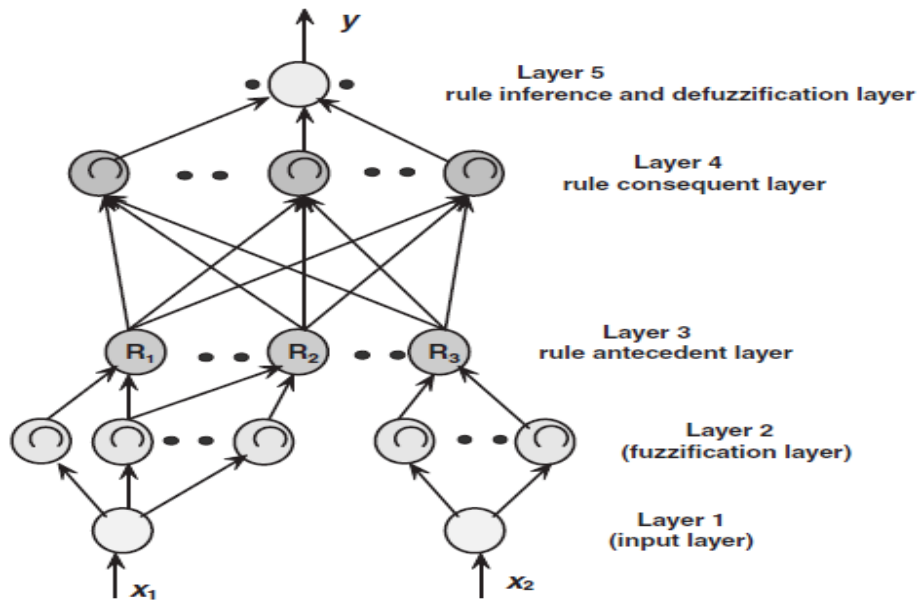 y
Layer 5
rule inference and defuzzification layer
Layer 4
rule consequent layer
Layer 3
rule antecedent layer
R1
R2
R3
Layer 2
(fuzzification layer)
Layer 1
(input layer)
x1
x2